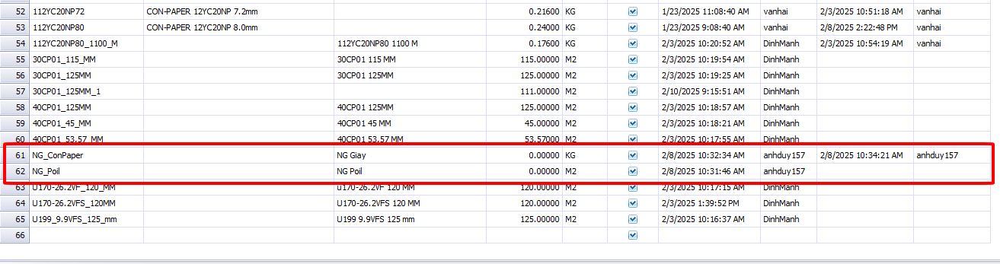 52 112YC20NP72 CON-PAPER 12YC20NP 7.2mm 0.21600 KG 1/23/2025 11:08:40 AM vanhai 2/3/2025 10:51:18 AM vanhai
53 112YC20NP80 CON-PAPER 12YC20NP 8.0mm 0.24000 KG 1/23/2025 9:08:40 AM vanhai 2/8/2025 2:22:48 PM vanhai
54 112YC20NP80_1100_M 112YC20NP80 1100 M 0.17600 KG 2/3/2025 10:20:52 AM DinhManh 2/3/2025 10:54:19 AM vanhai
55 30CP01_115_MM 30CP01 115 MM 115.00000 M2 2/3/2025 10:19:54 AM DinhManh
56 30CP01_125MM 30CP01 125MM 125.00000 M2 2/3/2025 10:19:25 AM DinhManh
57 30CP01_125MM_1 111.00000 M2 2/10/2025 9:15:51 AM DinhManh
58 40CP01_125MM 40CP01 125MM 125.00000 M2 2/3/2025 10:18:57 AM DinhManh
59 40CP01_45_MM 40CP01 45 MM 45.00000 M2 2/3/2025 10:18:21 AM DinhManh
60 40CP01_53.57_MM 40CP01 53.57 MM 53.57000 M2 2/3/2025 10:17:55 AM DinhManh
61 NG_ConPaper NG Giay 0.00000 KG 2/8/2025 10:32:34 AM anhduy157 2/8/2025 10:34:21 AM anhduy157
62 NG_Poil NG Poil 0.00000 M2 2/8/2025 10:31:46 AM anhduy157
63 U170-26.2VF_120_MM u170-26.2VF 120 MM 120.00000 M2 2/3/2025 10:17:15 AM DinhManh
64 U170-26.2VFS_120MM U170-26.2VFS 120 MM 120.00000 M2 2/3/2025 1:39:52 PM DinhManh
65 U199_9.9VFS_125_mm U199 9.9VFS 125 mm 125.00000 M2 2/3/2025 10:16:37 AM DinhManh
66